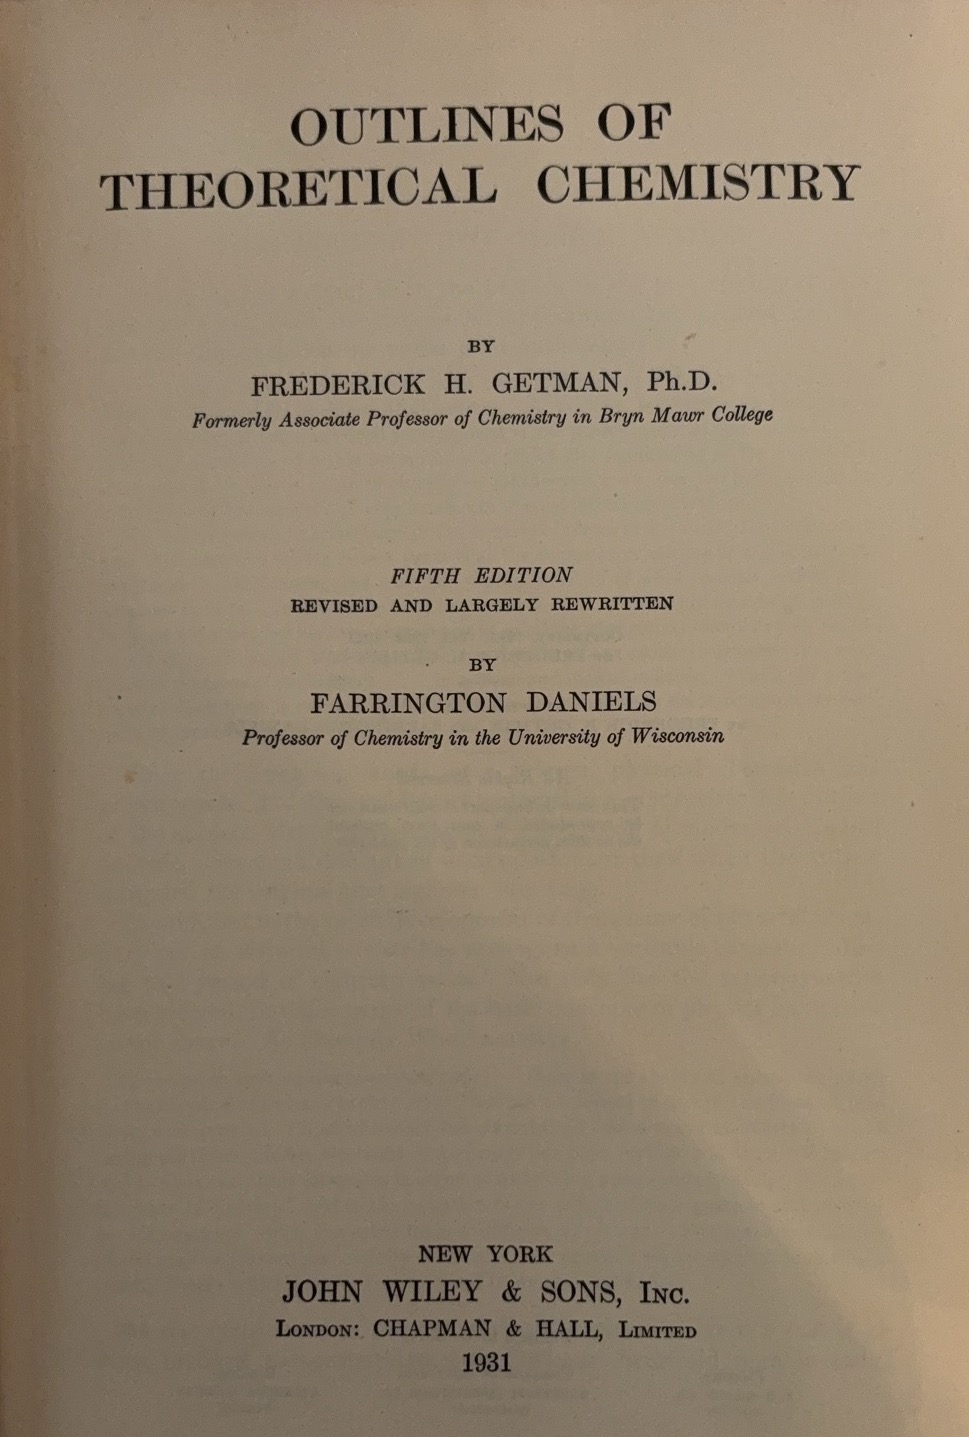 OUTLINES OF
THEORETICAL CHEMISTRY
BY
FREDERICK H. GETMAN, Ph.D.
Formerly Associate Professor of Chemistry in Bryn Mawr College
FIFTH EDITION
REVISED AND LARGELY REWRITTEN
BY
FARRINGTON DANIELS
Professor of Chemistry in the University of Wisconsin
NEW YORK
JOHN WILEY & SONS, Inc.
London: CHAPMAN & HALL, Limited
1931